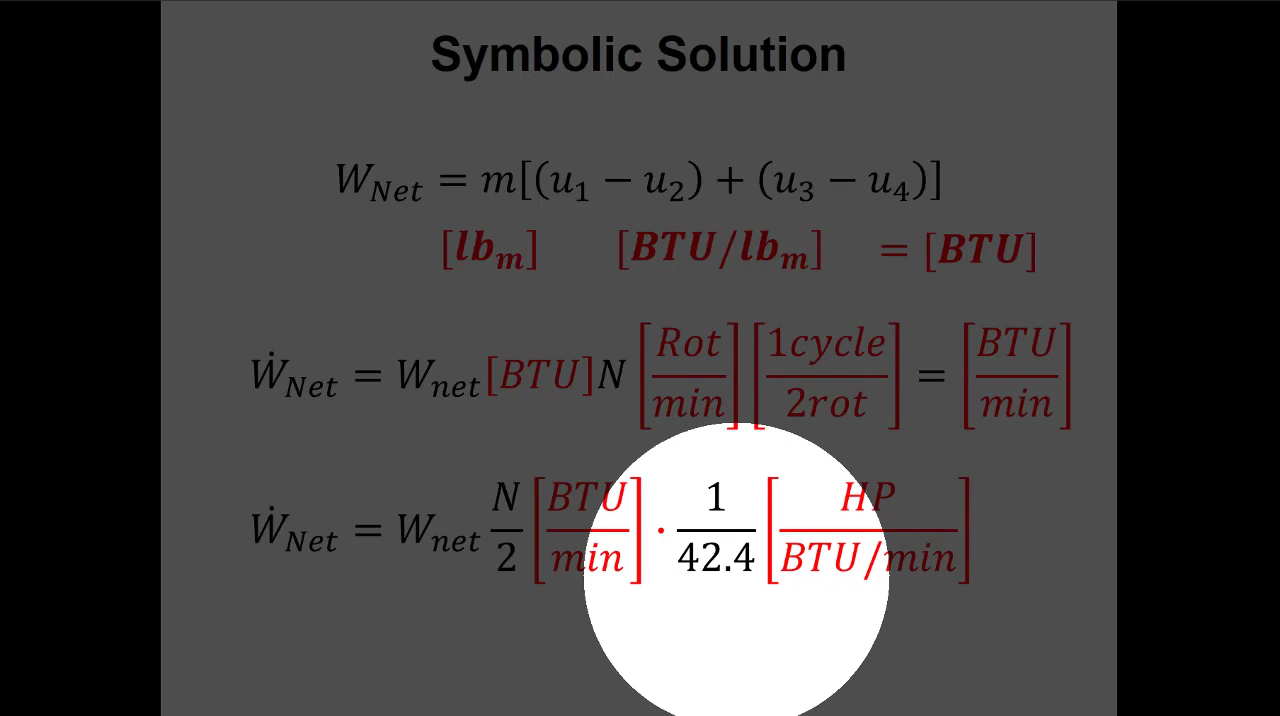 Symbolic Solution
W_Net = m[(u_1 − u_2) + (u_3 − u_4)]
[lb_m] [BTU/lb_m] = [BTU]
Ẇ_Net = W_net [BTU] N [Rot/min] [1cycle/2rot] = [BTU/min]
Ẇ_Net = W_net N/2 [BTU/min] · 1/42.4 [HP/(BTU/min)]